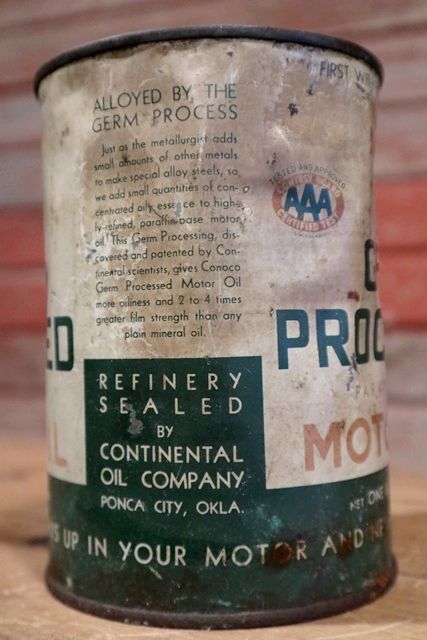 ALLOYED BY THE
GERM PROCESS
Just as the metallurgist adds
small amounts of other metals
to make special alloy steels, so
we add small quantities of con-
centrated oily essence to high-
ly-refined, paraffin-base motor
oil. This Germ Processing, dis-
covered and patented by Con-
tinental scientists, gives Conoco
Germ Processed Motor Oil
more oiliness and 2 to 4 times
greater film strength than any
plain mineral oil.
REFINERY
SEALED
BY
CONTINENTAL
OIL COMPANY
PONCA CITY, OKLA.
FIRST
TESTED AND APPROVED
AAA
CERTIFIED TEST
ED
PROC
PARA
MOT
NET ONE
L
UP IN YOUR MOTOR AND